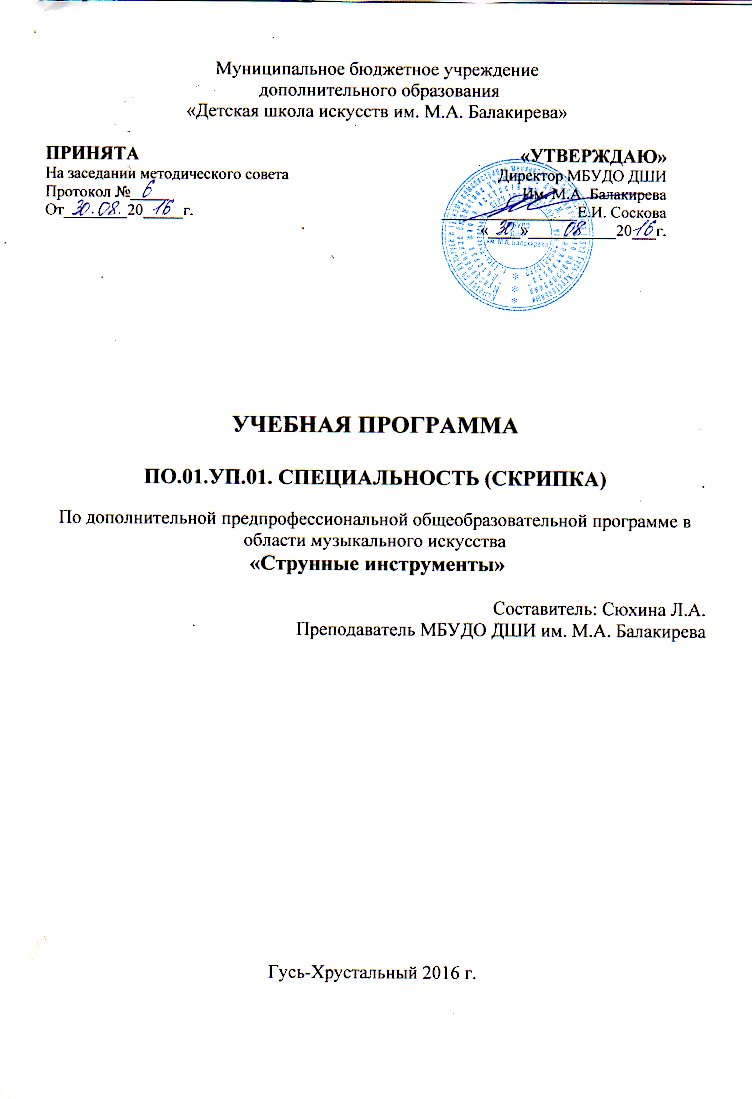 Муниципальное бюджетное учреждение
дополнительного образования
«Детская школа искусств им. М.А. Балакирева»
ПРИНЯТА
На заседании методического совета
Протокол № 6
От 30.08. 20 16 г.
«УТВЕРЖДАЮ»
Директор МБУДО ДШИ
Им. М.А. Балакирева
Е.И. Соскова
« 30 » 08 2016г.
УЧЕБНАЯ ПРОГРАММА
ПО.01.УП.01. СПЕЦИАЛЬНОСТЬ (СКРИПКА)
По дополнительной предпрофессиональной общеобразовательной программе в
области музыкального искусства
«Струнные инструменты»
Составитель: Сюхина Л.А.
Преподаватель МБУДО ДШИ им. М.А. Балакирева
Гусь-Хрустальный 2016 г.